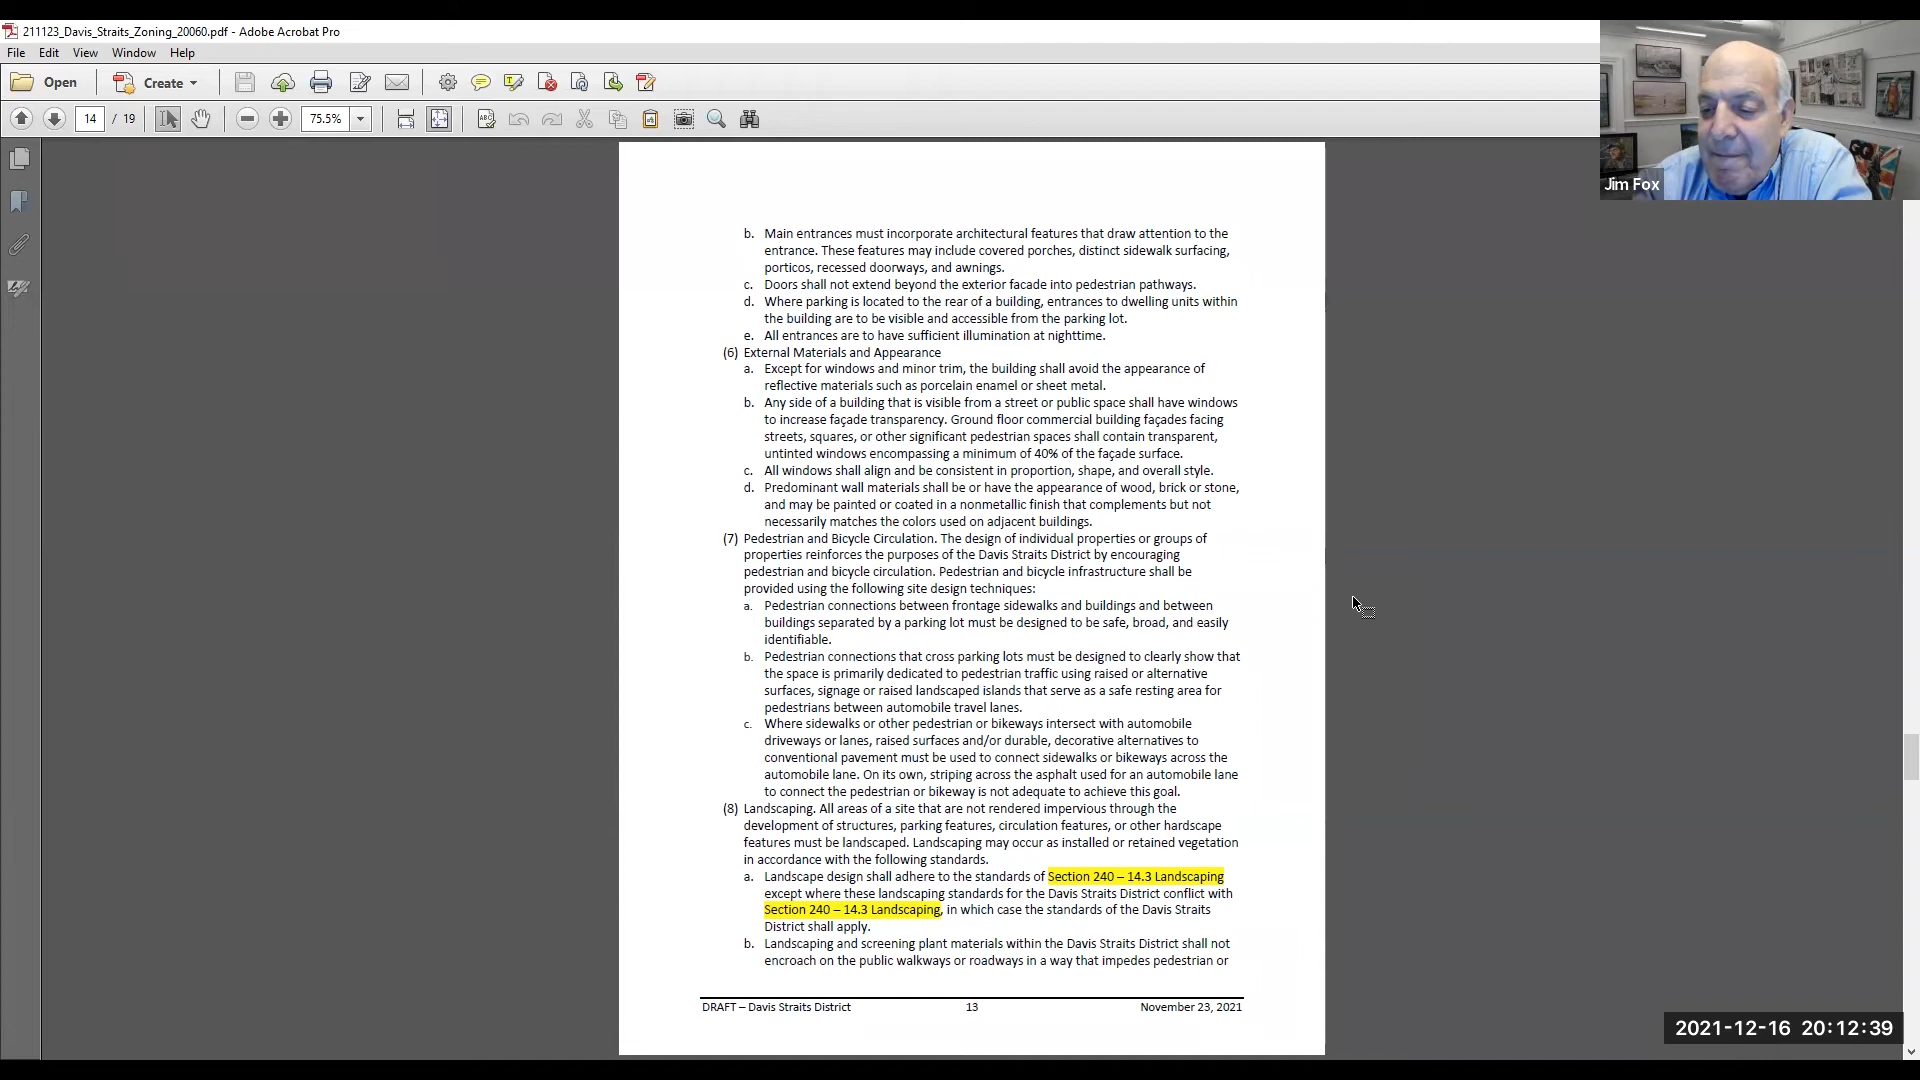 211123_Davis_Straits_Zoning_20060.pdf - Adobe Acrobat Pro
File Edit View Window Help
Open Create
14 / 19 75.5%
Jim Fox
b. Main entrances must incorporate architectural features that draw attention to the
entrance. These features may include covered porches, distinct sidewalk surfacing,
porticos, recessed doorways, and awnings.
c. Doors shall not extend beyond the exterior facade into pedestrian pathways.
d. Where parking is located to the rear of a building, entrances to dwelling units within
the building are to be visible and accessible from the parking lot.
e. All entrances are to have sufficient illumination at nighttime.
(6) External Materials and Appearance
a. Except for windows and minor trim, the building shall avoid the appearance of
reflective materials such as porcelain enamel or sheet metal.
b. Any side of a building that is visible from a street or public space shall have windows
to increase façade transparency. Ground floor commercial building façades facing
streets, squares, or other significant pedestrian spaces shall contain transparent,
untinted windows encompassing a minimum of 40% of the façade surface.
c. All windows shall align and be consistent in proportion, shape, and overall style.
d. Predominant wall materials shall be or have the appearance of wood, brick or stone,
and may be painted or coated in a nonmetallic finish that complements but not
necessarily matches the colors used on adjacent buildings.
(7) Pedestrian and Bicycle Circulation. The design of individual properties or groups of
properties reinforces the purposes of the Davis Straits District by encouraging
pedestrian and bicycle circulation. Pedestrian and bicycle infrastructure shall be
provided using the following site design techniques:
a. Pedestrian connections between frontage sidewalks and buildings and between
buildings separated by a parking lot must be designed to be safe, broad, and easily
identifiable.
b. Pedestrian connections that cross parking lots must be designed to clearly show that
the space is primarily dedicated to pedestrian traffic using raised or alternative
surfaces, signage or raised landscaped islands that serve as a safe resting area for
pedestrians between automobile travel lanes.
c. Where sidewalks or other pedestrian or bikeways intersect with automobile
driveways or lanes, raised surfaces and/or durable, decorative alternatives to
conventional pavement must be used to connect sidewalks or bikeways across the
automobile lane. On its own, striping across the asphalt used for an automobile lane
to connect the pedestrian or bikeway is not adequate to achieve this goal.
(8) Landscaping. All areas of a site that are not rendered impervious through the
development of structures, parking features, circulation features, or other hardscape
features must be landscaped. Landscaping may occur as installed or retained vegetation
in accordance with the following standards.
a. Landscape design shall adhere to the standards of Section 240 – 14.3 Landscaping
except where these landscaping standards for the Davis Straits District conflict with
Section 240 – 14.3 Landscaping, in which case the standards of the Davis Straits
District shall apply.
b. Landscaping and screening plant materials within the Davis Straits District shall not
encroach on the public walkways or roadways in a way that impedes pedestrian or
DRAFT – Davis Straits District 13 November 23, 2021
2021-12-16 20:12:39